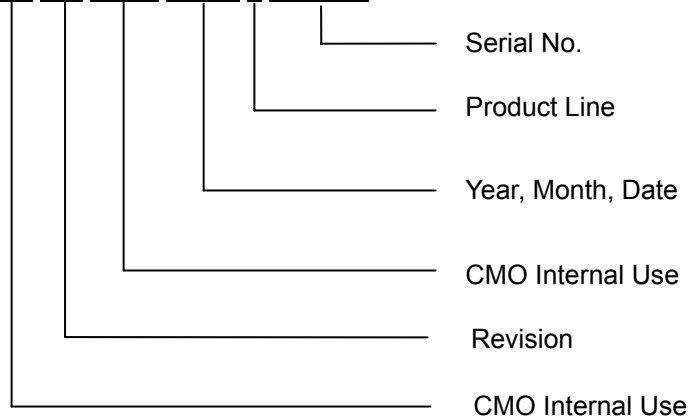 Serial No.
Product Line
Year, Month, Date
CMO Internal Use
Revision
CMO Internal Use